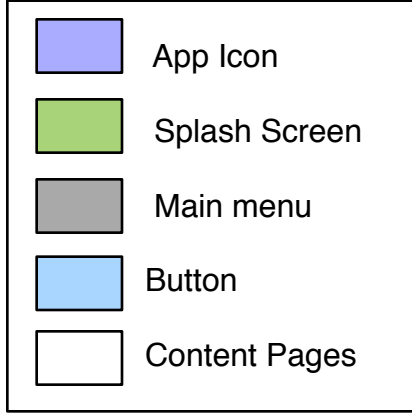 App Icon
Splash Screen
Main menu
Button
Content Pages